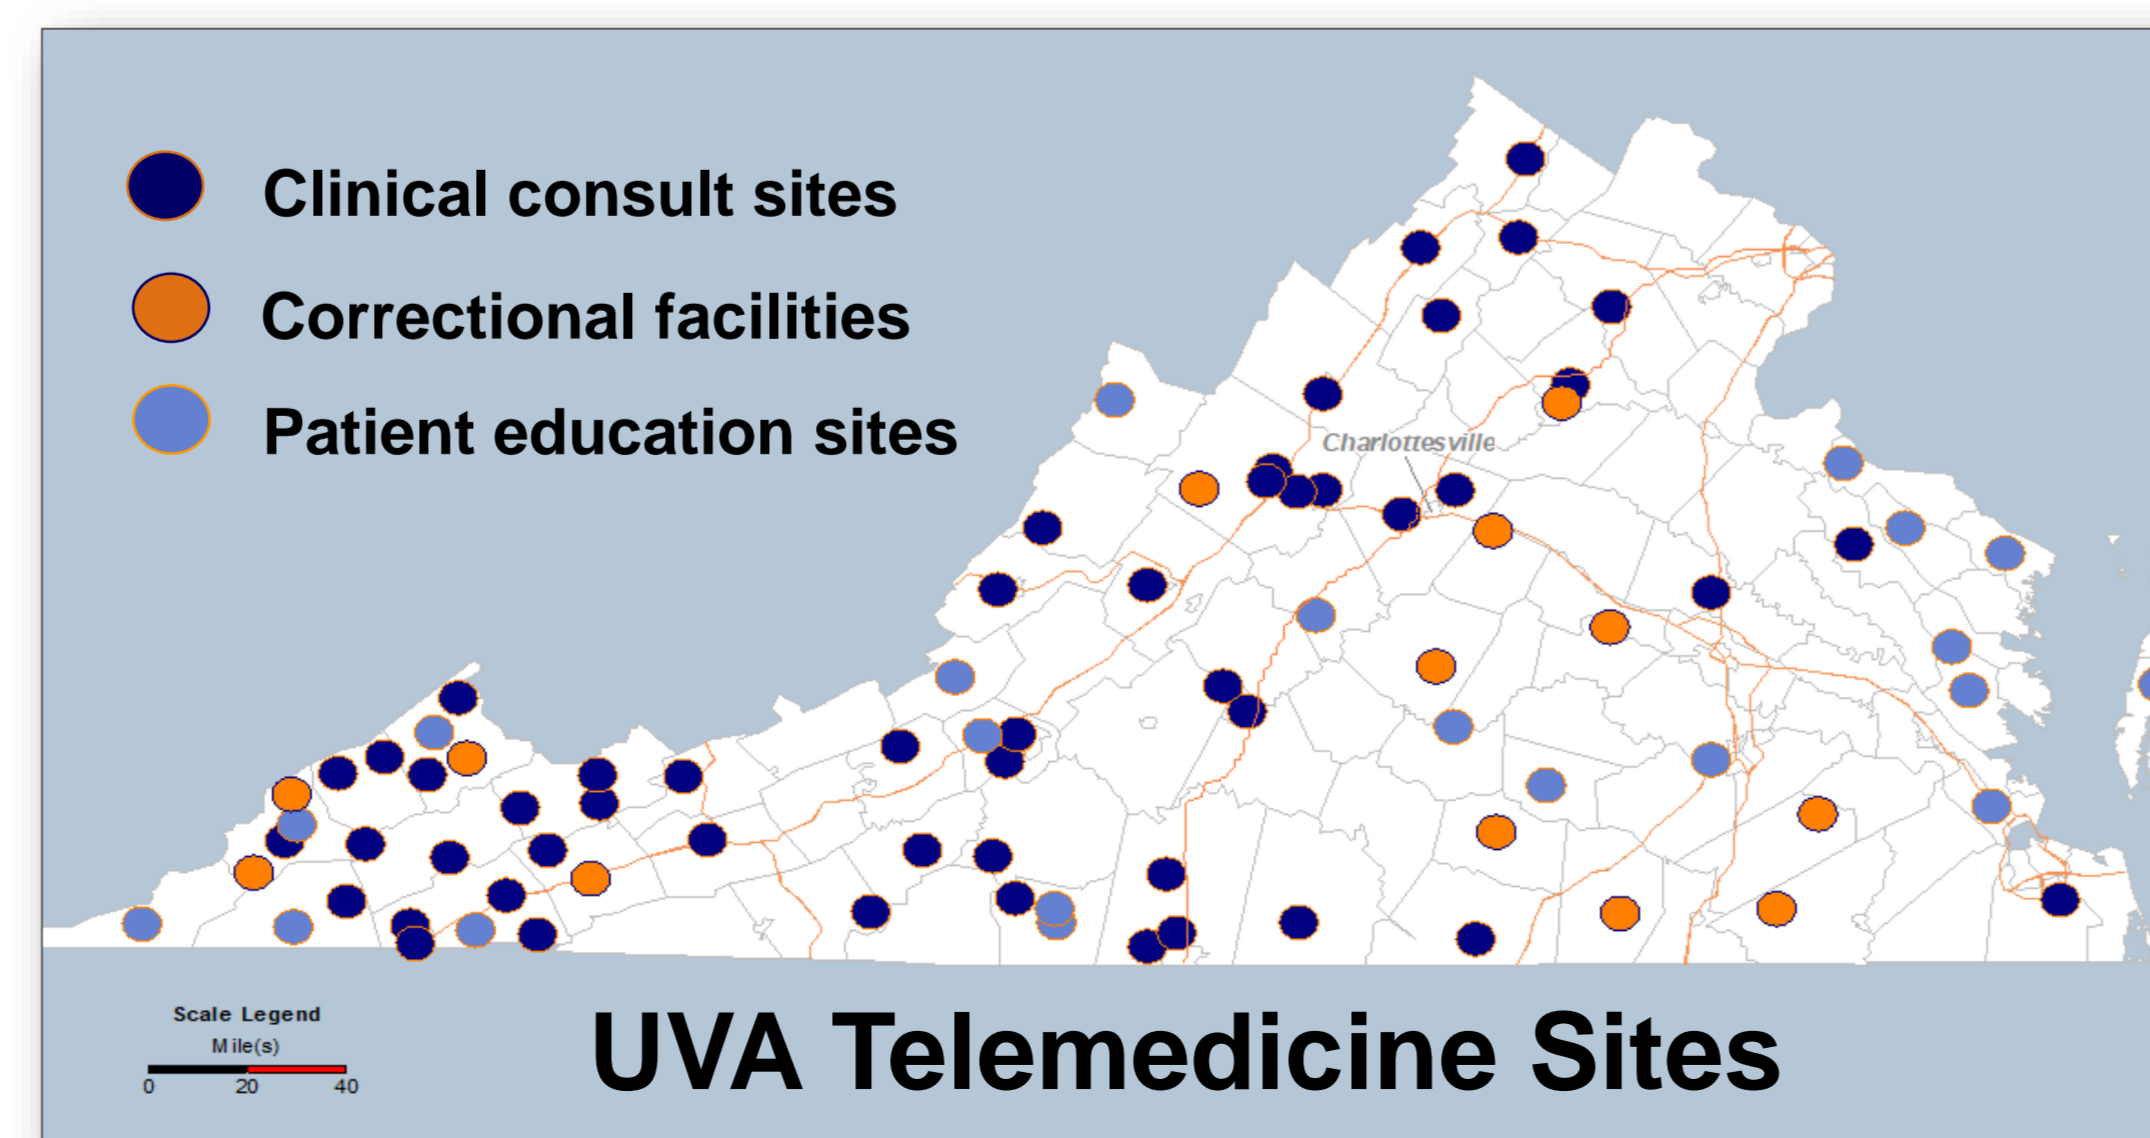 Clinical consult sites
Correctional facilities
Patient education sites
Charlottesville
Scale Legend
Mile(s)
0 20 40
UVA Telemedicine Sites